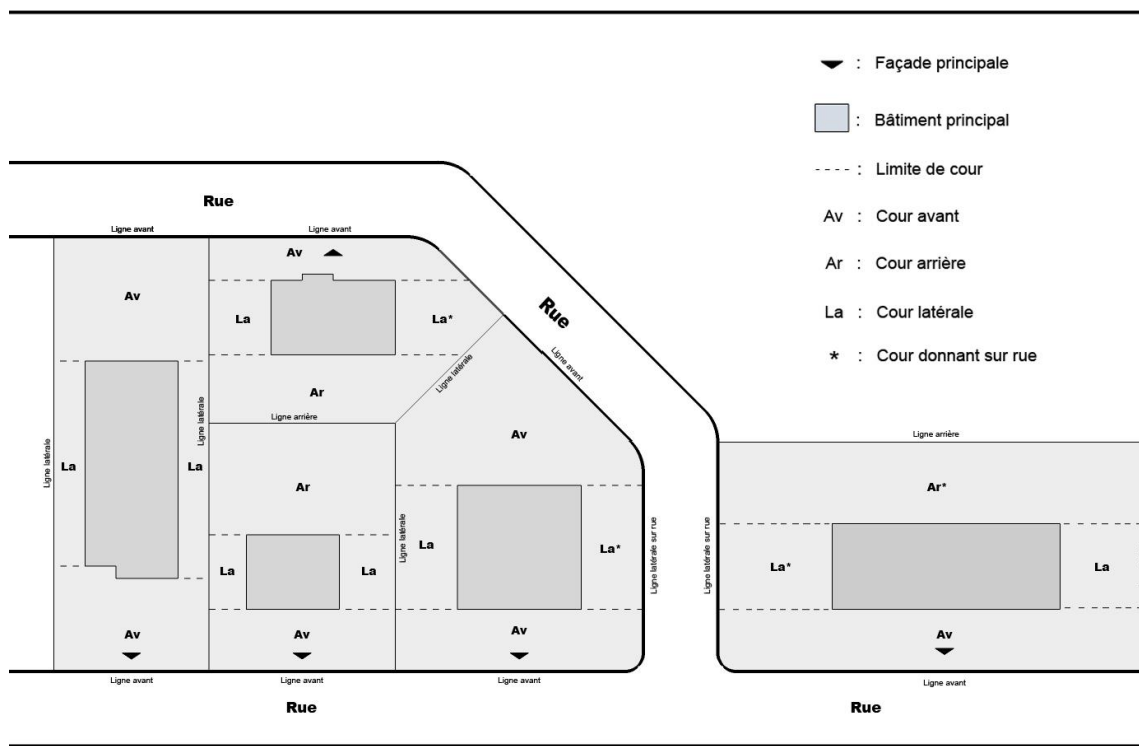 ▼ : Façade principale
: Bâtiment principal
---- : Limite de cour
Av : Cour avant
Ar : Cour arrière
La : Cour latérale
* : Cour donnant sur rue
Rue
Ligne avant
Ligne avant
Av
Av
La
La*
Rue
Ligne avant
Ligne latérale
Ar
Ligne arrière
Ligne latérale
Ligne latérale
La
La
Ar
Av
Ligne arrière
Ar*
La
La
Ligne latérale
La
La*
Ligne latérale sur rue
Ligne latérale sur rue
La*
La
Av
Av
Av
Av
Ligne avant
Ligne avant
Ligne avant
Ligne avant
Rue
Rue